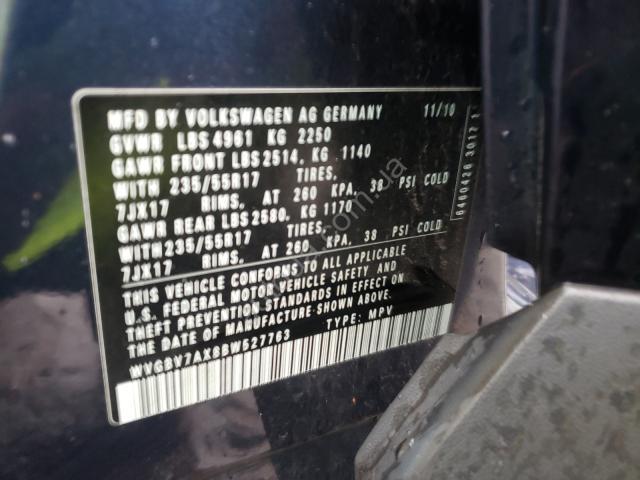 MFD BY VOLKSWAGEN AG GERMANY 11/10
GVWR LBS 4961 KG 2250
GAWR FRONT LBS 2514, KG 1140
WITH 235/55R17 TIRES.
7JX17 RIMS, AT 260 KPA, 38 PSI COLD
GAWR REAR LBS 2580, KG 1170
WITH 235/55R17 TIRES,
7JX17 RIMS, AT 260 KPA, 38 PSI COLD
THIS VEHICLE CONFORMS TO ALL APPLICABLE
U.S. FEDERAL MOTOR VEHICLE SAFETY AND
THEFT PREVENTION STANDARDS IN EFFECT ON
THE DATE OF MANUFACTURE SHOWN ABOVE.
WVGBV7AX8BW527763 TYPE: MPV
6460426 3012 1